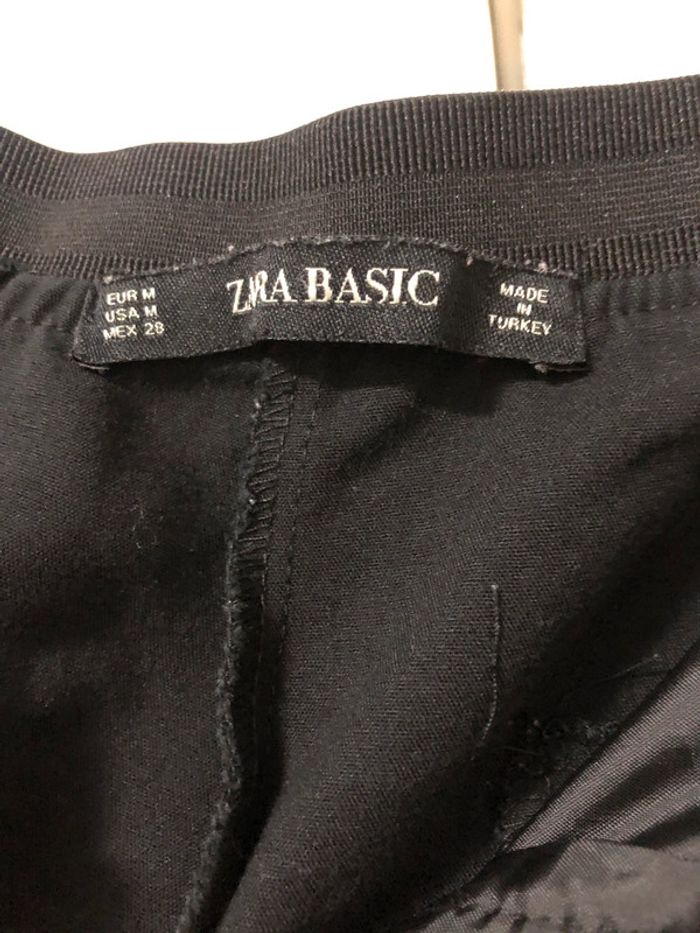 EUR M
USA M
MEX 28
ZARA BASIC
MADE
IN
TURKEY